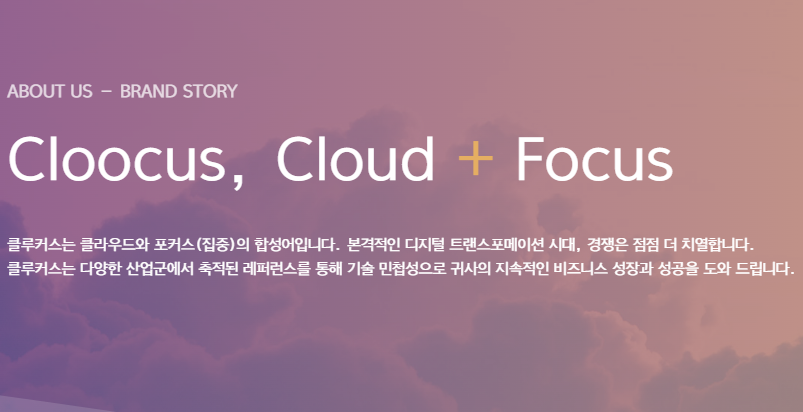 ABOUT US – BRAND STORY
Cloocus, Cloud + Focus
클루커스는 클라우드와 포커스(집중)의 합성어입니다. 본격적인 디지털 트랜스포메이션 시대, 경쟁은 점점 더 치열합니다.
클루커스는 다양한 산업군에서 축적된 레퍼런스를 통해 기술 민첩성으로 귀사의 지속적인 비즈니스 성장과 성공을 도와 드립니다.